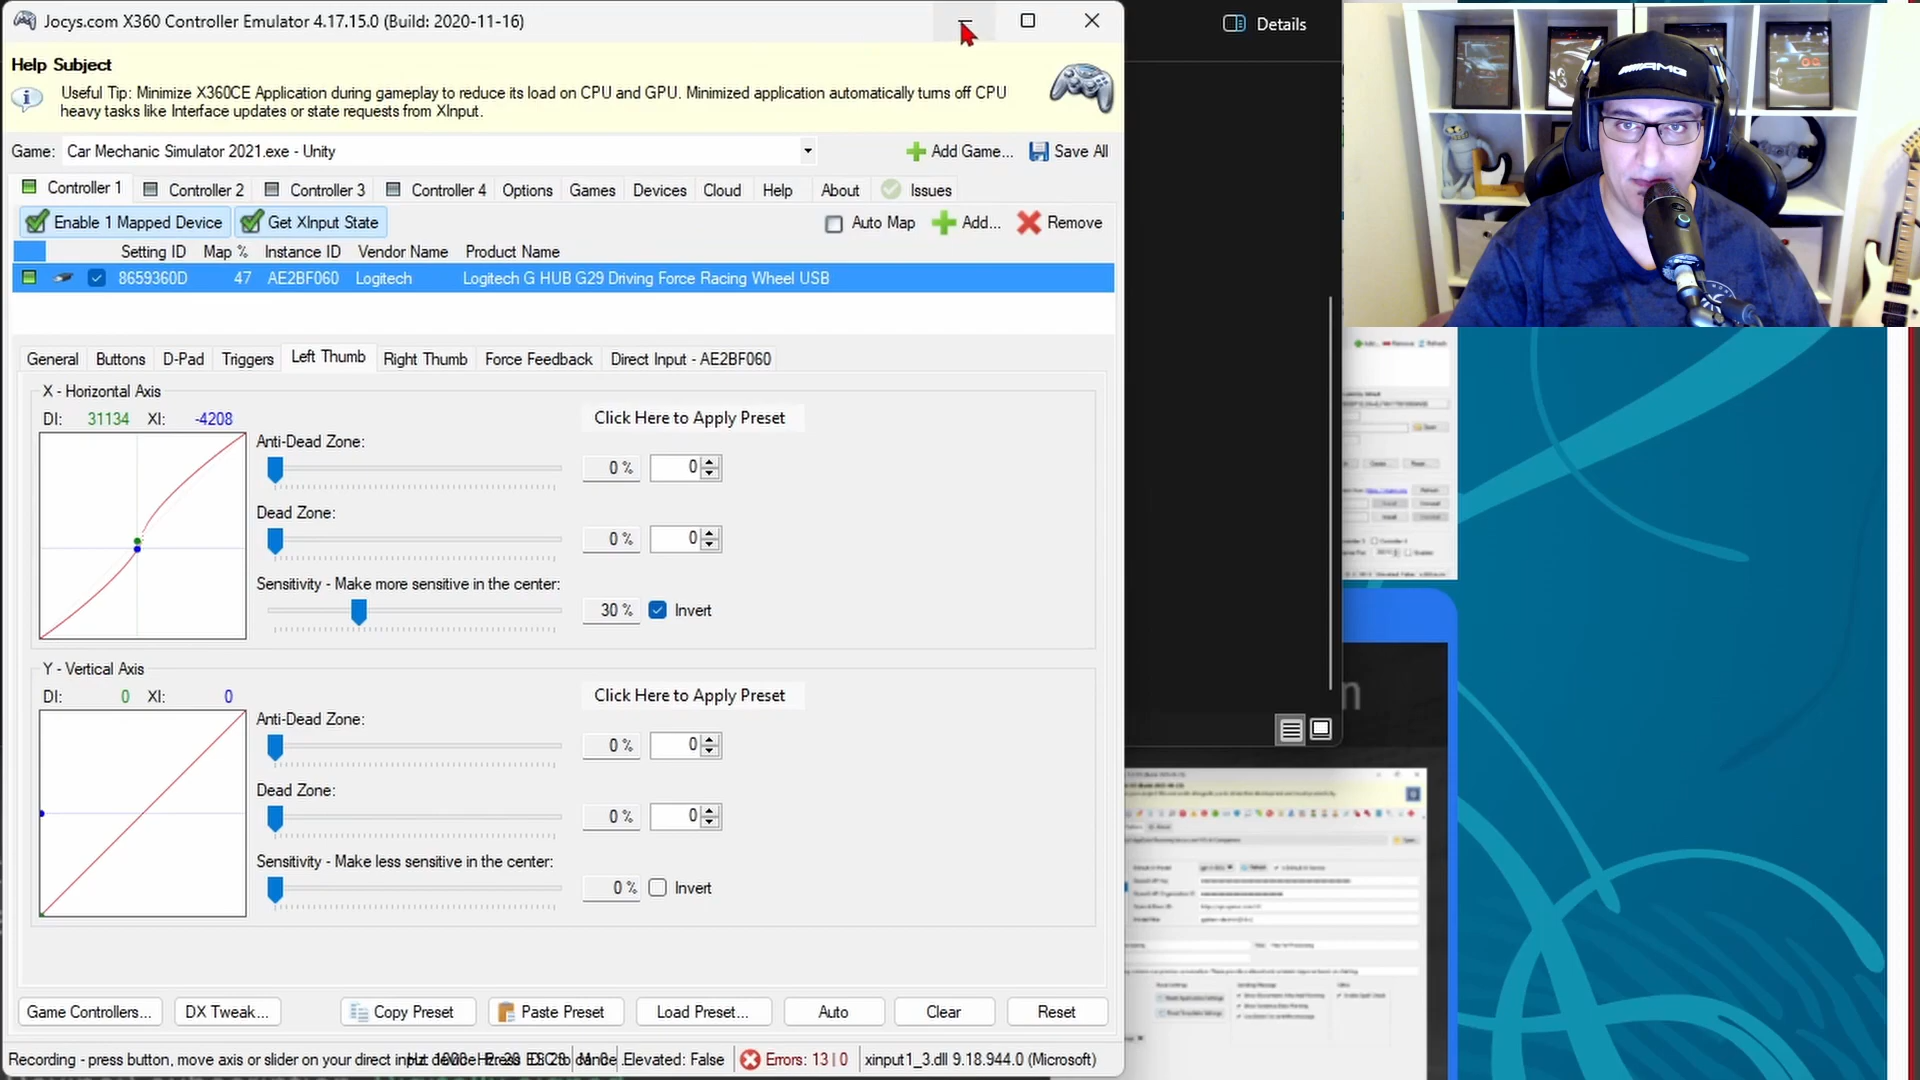 Jocys.com X360 Controller Emulator 4.17.15.0 (Build: 2020-11-16)
Details
Help Subject
Useful Tip: Minimize X360CE Application during gameplay to reduce its load on CPU and GPU. Minimized application automatically turns off CPU
heavy tasks like Interface updates or state requests from XInput.
Game: Car Mechanic Simulator 2021.exe - Unity Add Game... Save All
Controller 1 Controller 2 Controller 3 Controller 4 Options Games Devices Cloud Help About Issues
Enable 1 Mapped Device Get XInput State Auto Map Add... Remove
Setting ID Map % Instance ID Vendor Name Product Name
8659360D 47 AE2BF060 Logitech Logitech G HUB G29 Driving Force Racing Wheel USB
General Buttons D-Pad Triggers Left Thumb Right Thumb Force Feedback Direct Input - AE2BF060
X - Horizontal Axis
DI: 31134 XI: -4208 Click Here to Apply Preset
Anti-Dead Zone:
0 % 0
Dead Zone:
0 % 0
Sensitivity - Make more sensitive in the center:
30 % Invert
Y - Vertical Axis
DI: 0 XI: 0 Click Here to Apply Preset
Anti-Dead Zone:
0 % 0
Dead Zone:
0 % 0
Sensitivity - Make less sensitive in the center:
0 % Invert
Game Controllers... DX Tweak... Copy Preset Paste Preset Load Preset... Auto Clear Reset
Recording - press button, move axis or slider on your direct Elevated: False Errors: 13 | 0 xinput1_3.dll 9.18.944.0 (Microsoft)
AMG